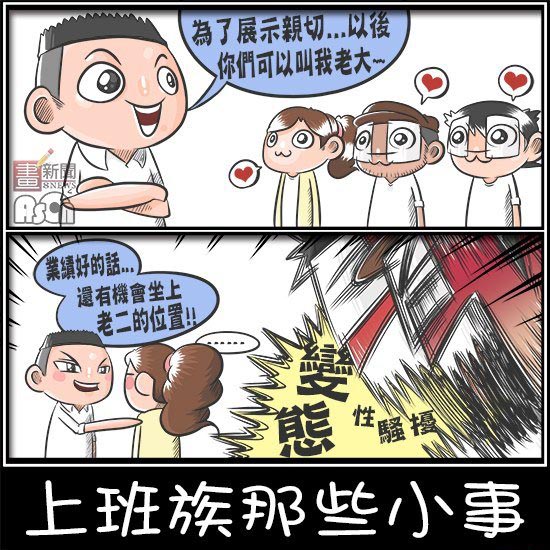 為了展示親切...以後
你們可以叫我老大~
畫新聞
8NEWS
AsOn
業績好的話...
還有機會坐上
老二的位置!!
......
變態
性騷擾
上班族那些小事